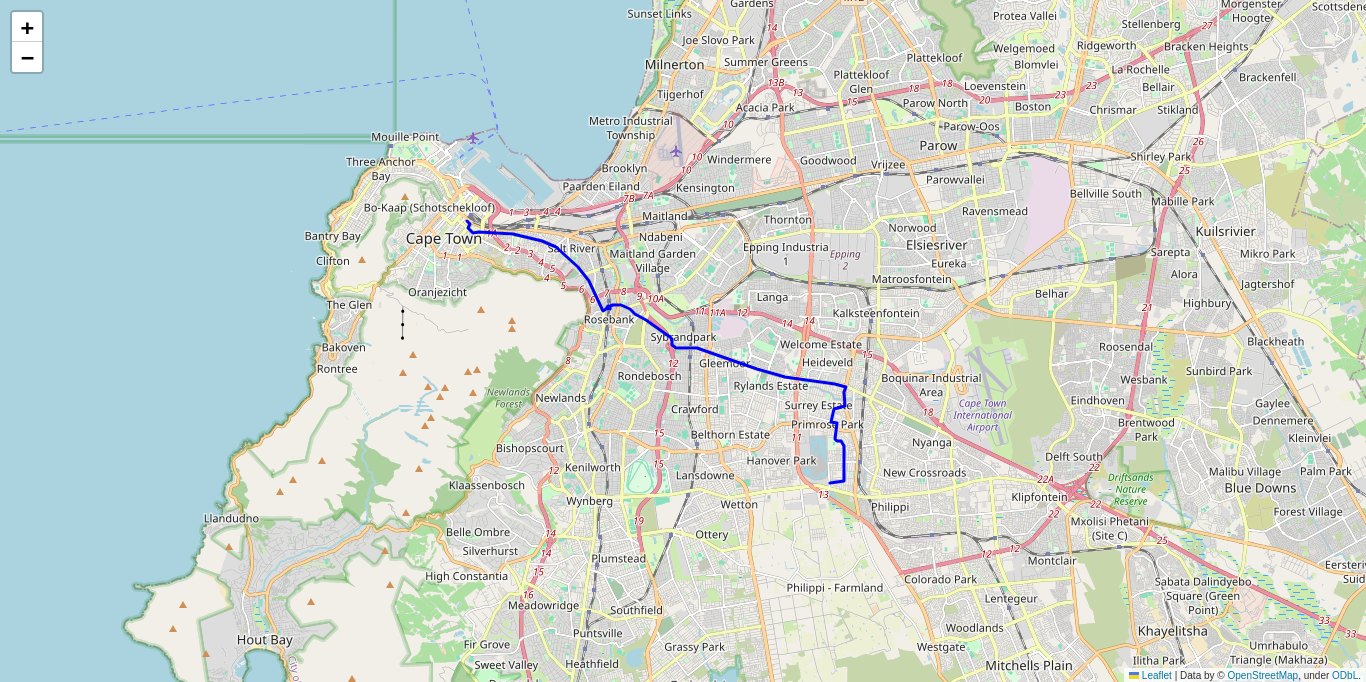 +
−
Sunset Links
Gardens
Joe Slovo Park
Protea Vallei
Morgenster
Hoogte
Scottsdene
Stellenberg
27
14
Milnerton
Summer Greens
Welgemoed
Blomvlei
Ridgeworth
Bracken Heights
Plattekloof
Plattekloof
Glen
La Rochelle
Brackenfell
Tijgerhof
13B
13
15
18
18
20
23
23
Loevenstein
Bellair
Acacia Park
Parow North
Boston
Chrismar
Stikland
Metro Industrial
Township
10
Parow-Oos
26
Mouille Point
Parow
Three Anchor
Bay
Windermere
Goodwood
Vrijzee
Shirley Park
Brooklyn
10
Paarden Eiland
Kensington
Parowvallei
Bellville South
7B
7A
Mabille Park
Bo-Kaap (Schotschekloof)
1
3
4
4
Maitland
Thornton
Ravensmead
25
Bantry Bay
Cape Town
1A
Ndabeni
Norwood
Kuilsrivier
Clifton
2
2
3
4
5
Salt River
Maitland Garden
Village
Epping Industria
1
Epping
2
Elsiesrivier
Eureka
Sarepta
Mikro Park
1
1
4
5
6
Matroosfontein
Alora
Oranjezicht
6
7
8
9
10A
Langa
Belhar
Jagtershof
The Glen
11
11A
Kalksteenfontein
21
Highbury
Rosebank
14
14
Bakoven
Sybrandpark
Welcome Estate
15
Roosendal
Blackheath
Rontree
8
12
Gleemoor
Heideveld
Rondebosch
Rylands Estate
Boquinar Industrial
Area
Wesbank
Sunbird Park
Newlands
Forest
Newlands
Crawford
Surrey Estate
18
Cape Town
International
Airport
Eindhoven
Gaylee
Dennemere
15
Belthorn Estate
11
Primrose Park
Brentwood
Park
Kleinvlei
Bishopscourt
12
Kenilworth
15
Hanover Park
Nyanga
Delft South
22
Malibu Village
Palm Park
Klaassenbosch
Lansdowne
New Crossroads
22A
Driftsands
Nature
Reserve
Blue Downs
Wynberg
Wetton
13
Philippi
Klipfontein
Forest Village
Llandudno
19
22
22
Mxolisi Phetani
(Site C)
Belle Ombre
14
14
15
Ottery
12
12
25
Silverhurst
Plumstead
Montclair
Eersteriv
Suid
High Constantia
15
Philippi - Farmland
Colorado Park
Sabata Dalindyebo
Square (Green
Point)
16
Meadowridge
Southfield
Lentegeur
33
33
Hout Bay
Puntsville
Woodlands
Khayelitsha
Fir Grove
Grassy Park
Westgate
Umrhabulo
Triangle (Makhaza)
Sweet Valley
Heathfield
Mitchells Plain
Ilitha Park
Leaflet | Data by © OpenStreetMap, under ODbL.